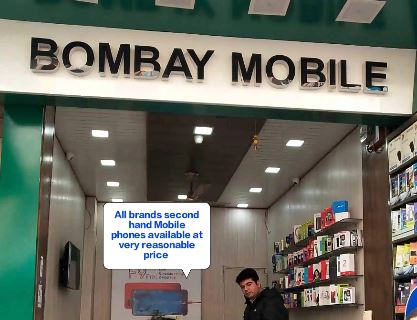 BOMBAY MOBILE
All brands second
hand Mobile
phones available at
very reasonable
price